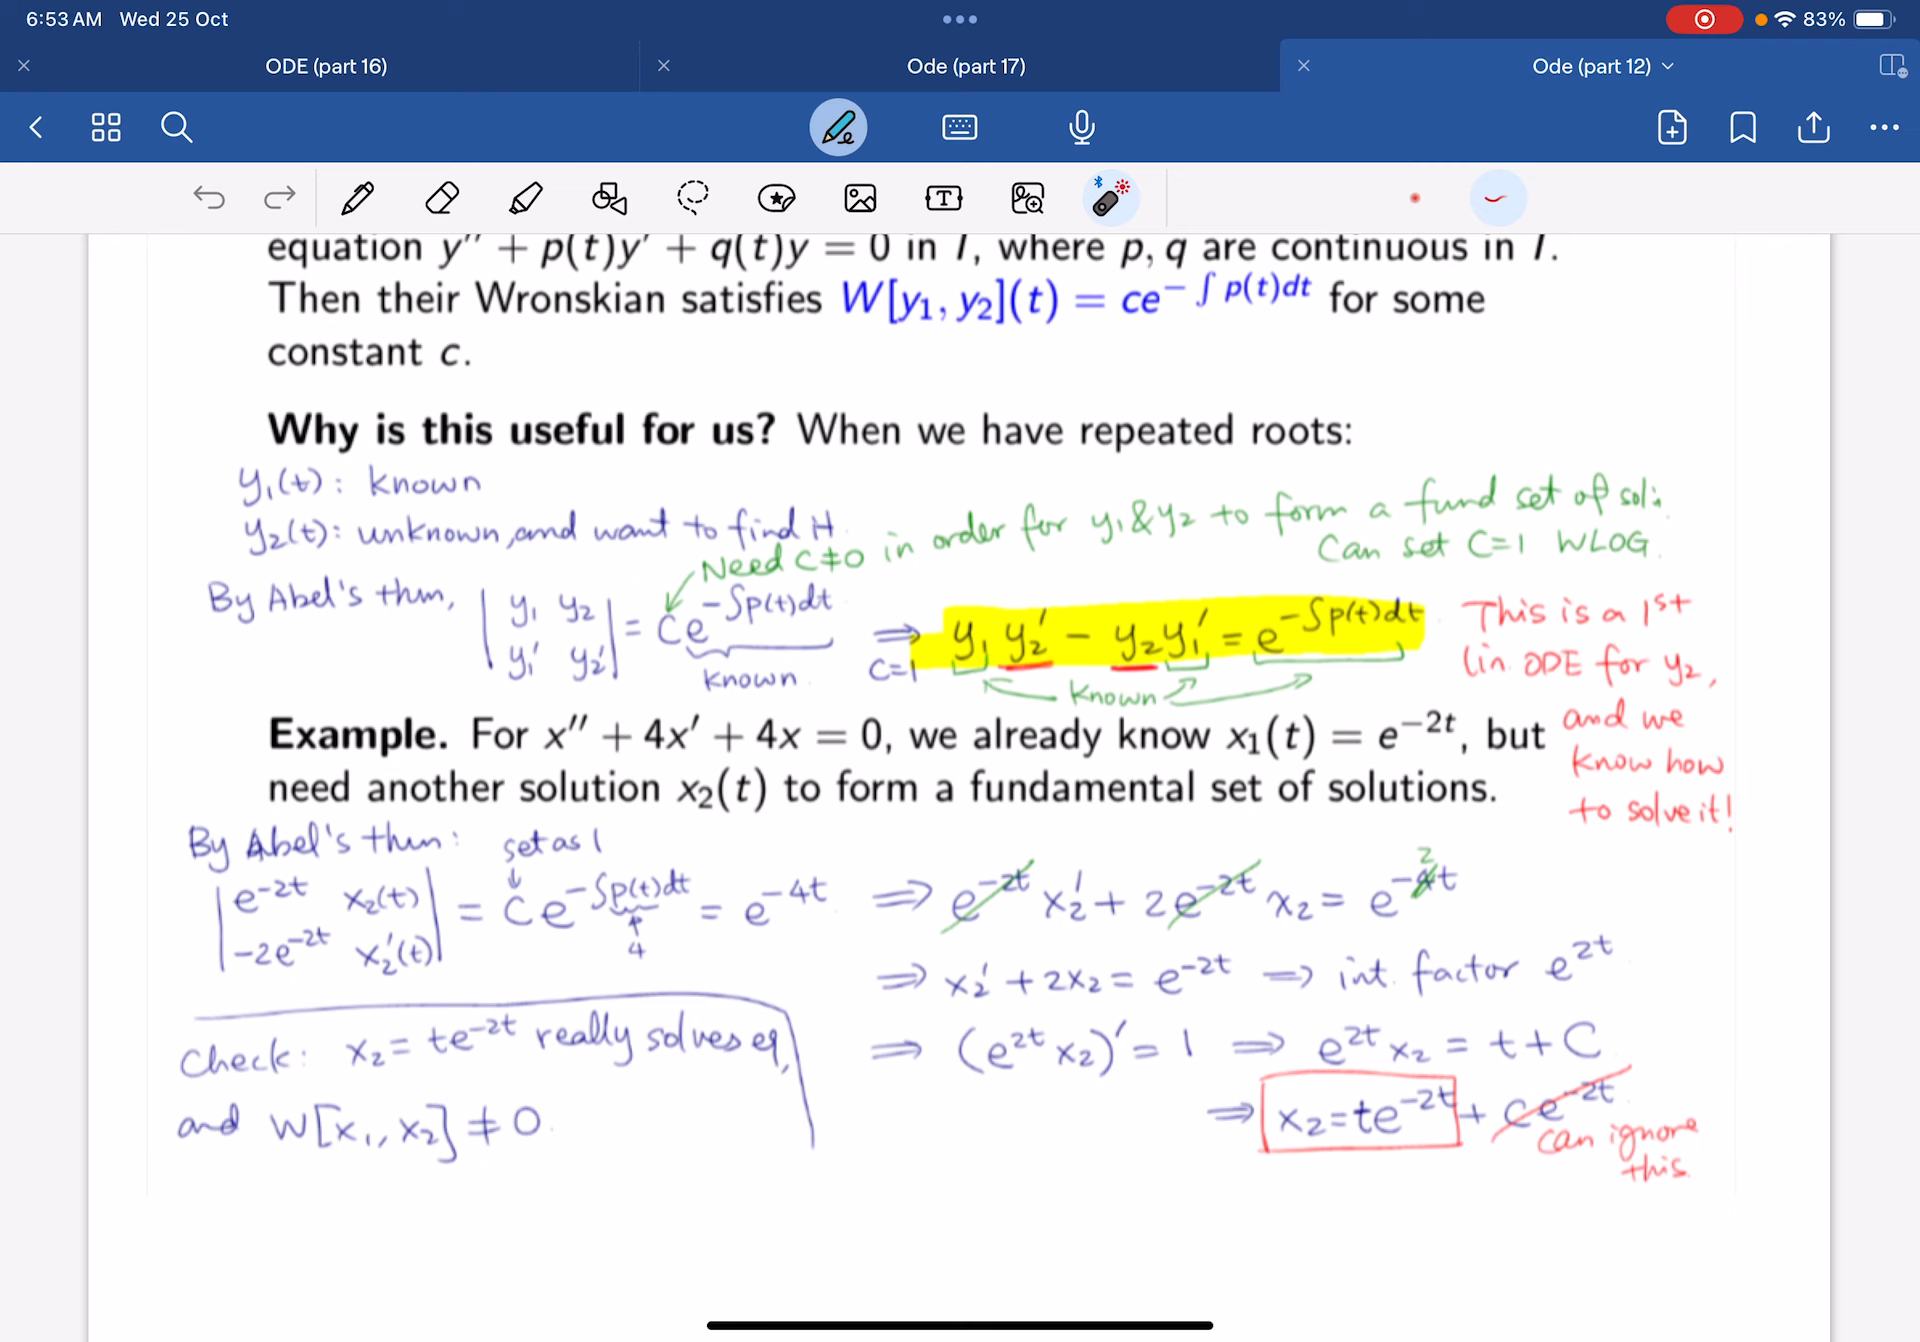 6:53 AM Wed 25 Oct
83%
ODE (part 16)
Ode (part 17)
Ode (part 12)
equation y″ + p(t)y′ + q(t)y = 0 in I, where p, q are continuous in I.
Then their Wronskian satisfies W[y₁, y₂](t) = ce^{−∫p(t)dt} for some
constant c.
Why is this useful for us? When we have repeated roots:
y₁(t): known
y₂(t): unknown, and want to find it.
Need C≠0 in order for y₁ & y₂ to form a fund set of sol:
Can set C=1 WLOG.
By Abel's thm, | y₁ y₂ | = Ce^{−∫p(t)dt} ⟹ y₁y₂′ − y₂y₁′ = e^{−∫p(t)dt}
| y₁′ y₂′ |
known
C=1
known
This is a 1st
lin ODE for y₂,
and we
know how
to solve it!
Example. For x″ + 4x′ + 4x = 0, we already know x₁(t) = e^{−2t}, but
need another solution x₂(t) to form a fundamental set of solutions.
By Abel's thm: set as 1
| e^{−2t} x₂(t) | = Ce^{−∫p(t)dt} = e^{−4t} ⟹ e^{−2t} x₂′ + 2e^{−2t} x₂ = e^{−4t}
2
| −2e^{−2t} x₂′(t) |
4
⟹ x₂′ + 2x₂ = e^{−2t} ⟹ int. factor e^{2t}
⟹ (e^{2t} x₂)′ = 1 ⟹ e^{2t} x₂ = t + C
⟹ x₂ = te^{−2t} + Ce^{−2t}
can ignore
this.
Check: x₂ = te^{−2t} really solves eq,
and W[x₁, x₂] ≠ 0.